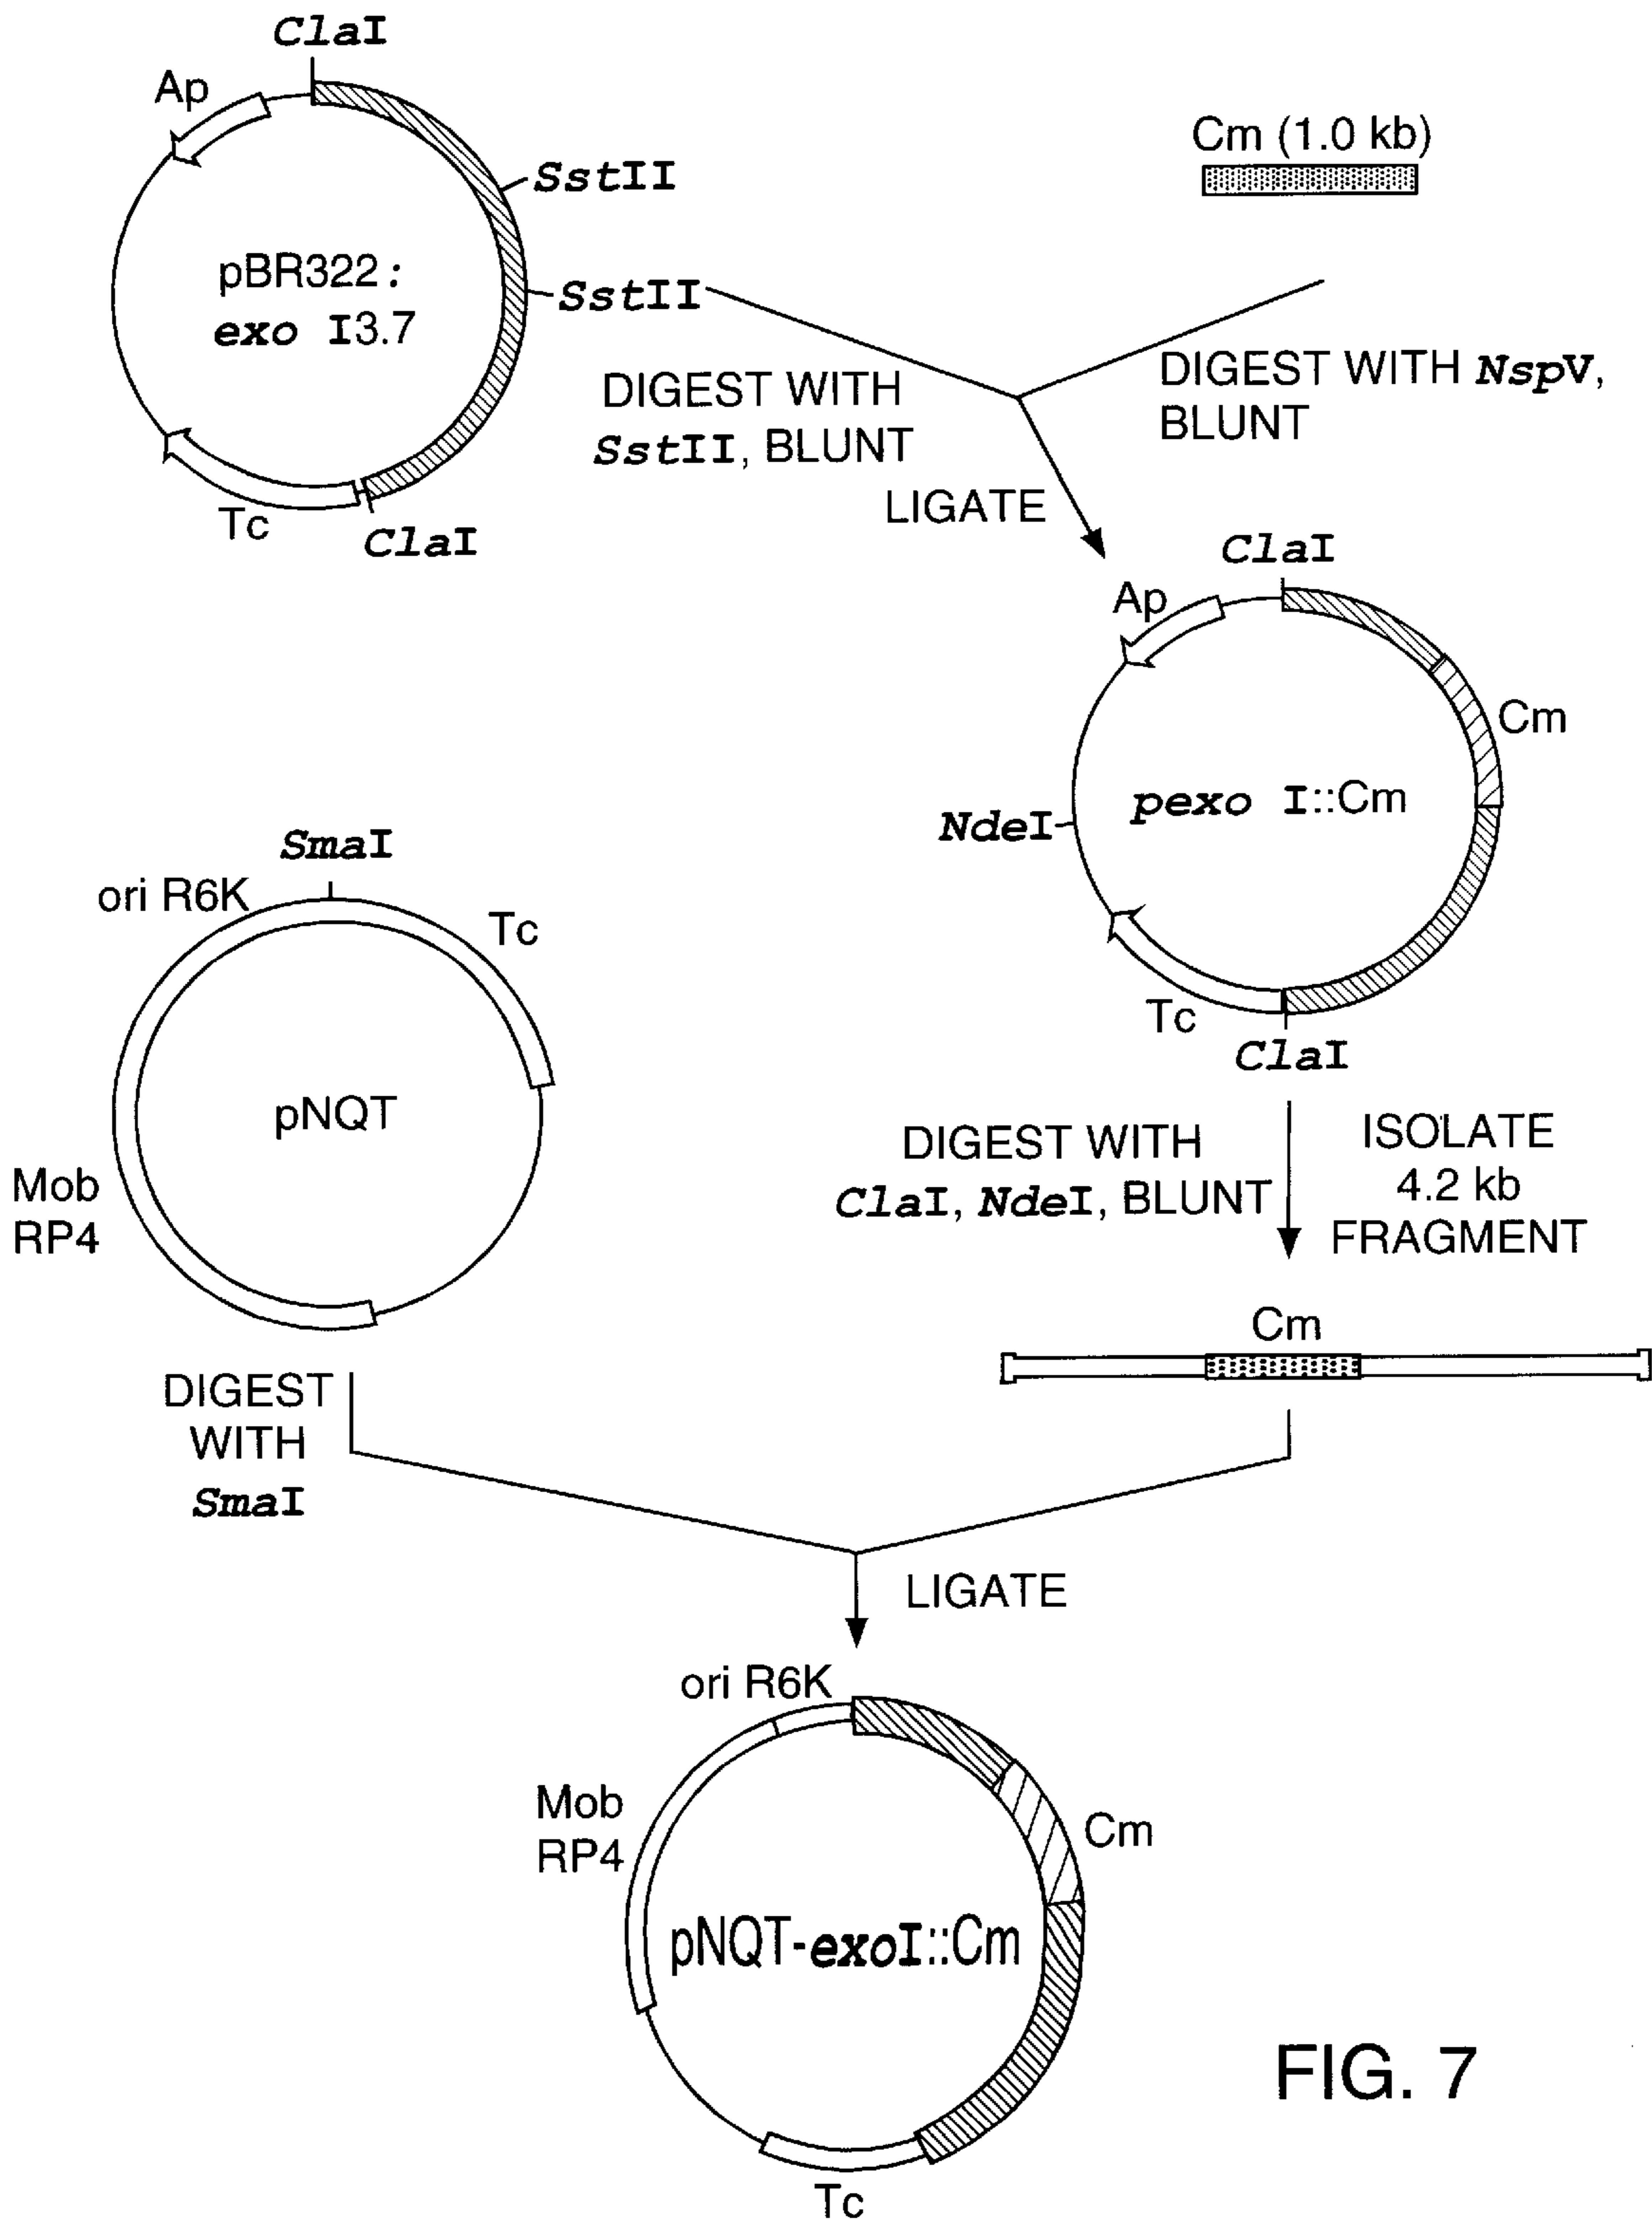 ClaI
Ap
SstII
Cm (1.0 kb)
pBR322:
exo I3.7
SstII
DIGEST WITH
SstII, BLUNT
DIGEST WITH NspV,
BLUNT
Tc
ClaI
LIGATE
ClaI
Ap
Cm
NdeI
pexo I::Cm
Tc
ClaI
SmaI
ori R6K
Tc
pNQT
Mob
RP4
DIGEST WITH
ClaI, NdeI, BLUNT
ISOLATE
4.2 kb
FRAGMENT
Cm
DIGEST
WITH
SmaI
LIGATE
ori R6K
Mob
RP4
Cm
pNQT-exoI::Cm
Tc
FIG. 7